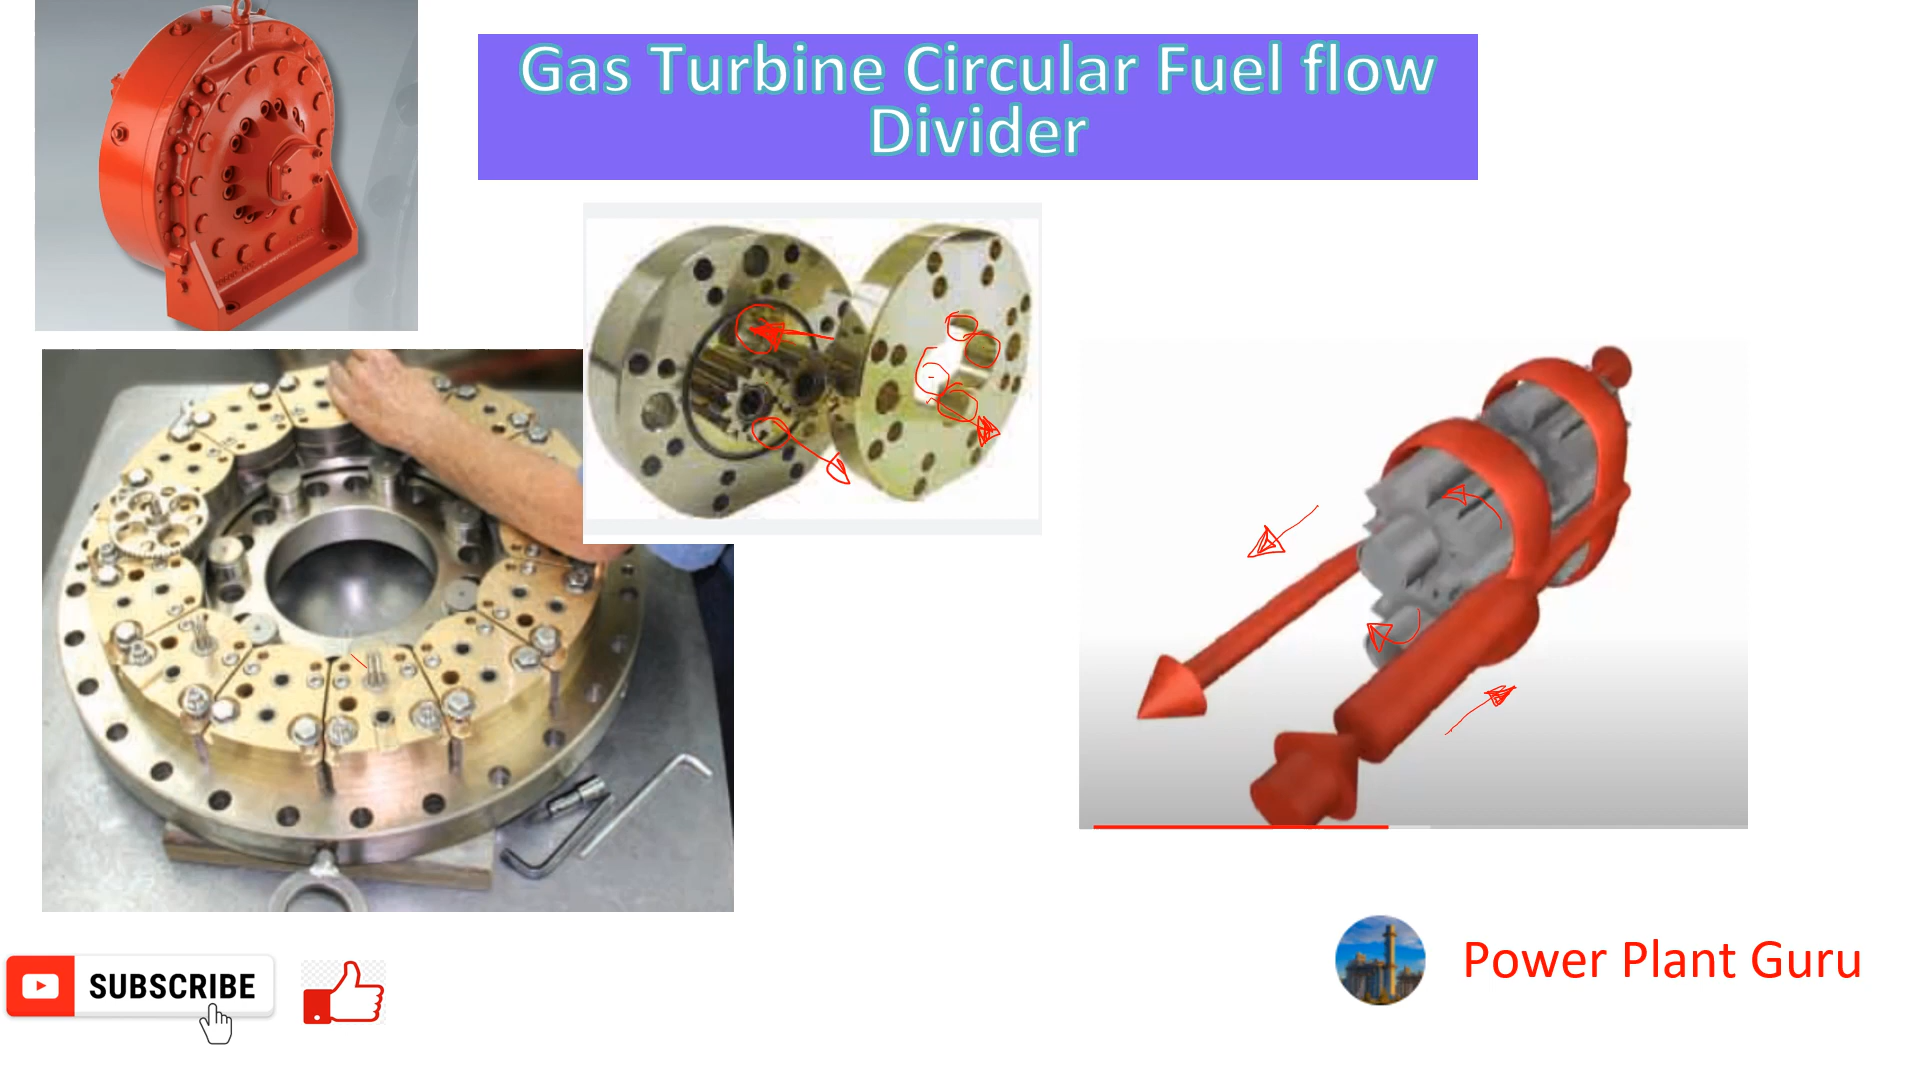 Gas Turbine Circular Fuel flow
Divider
SUBSCRIBE
Power Plant Guru